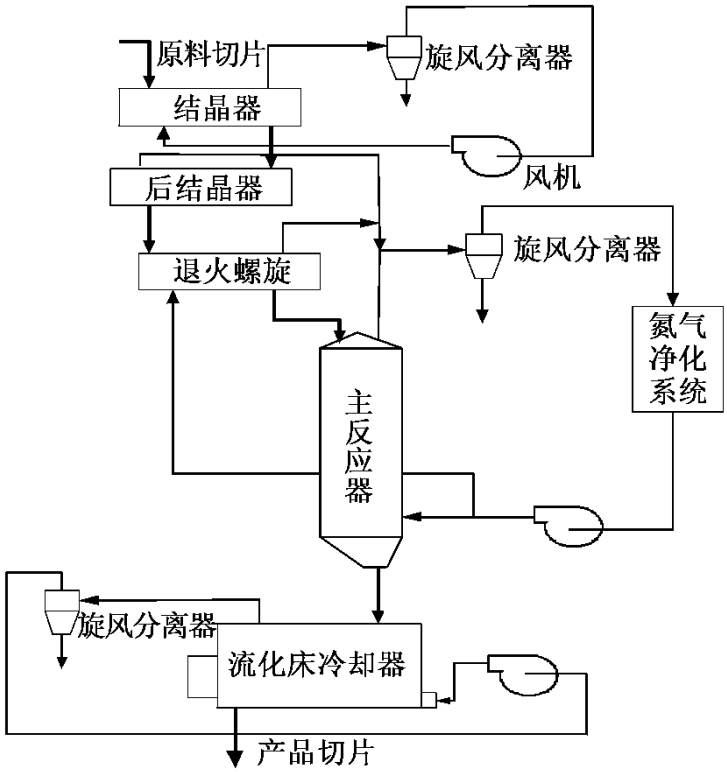 原料切片
旋风分离器
结晶器
风机
后结晶器
旋风分离器
退火螺旋
氮气
净化
系统
主
反
应
器
旋风分离器
流化床冷却器
产品切片